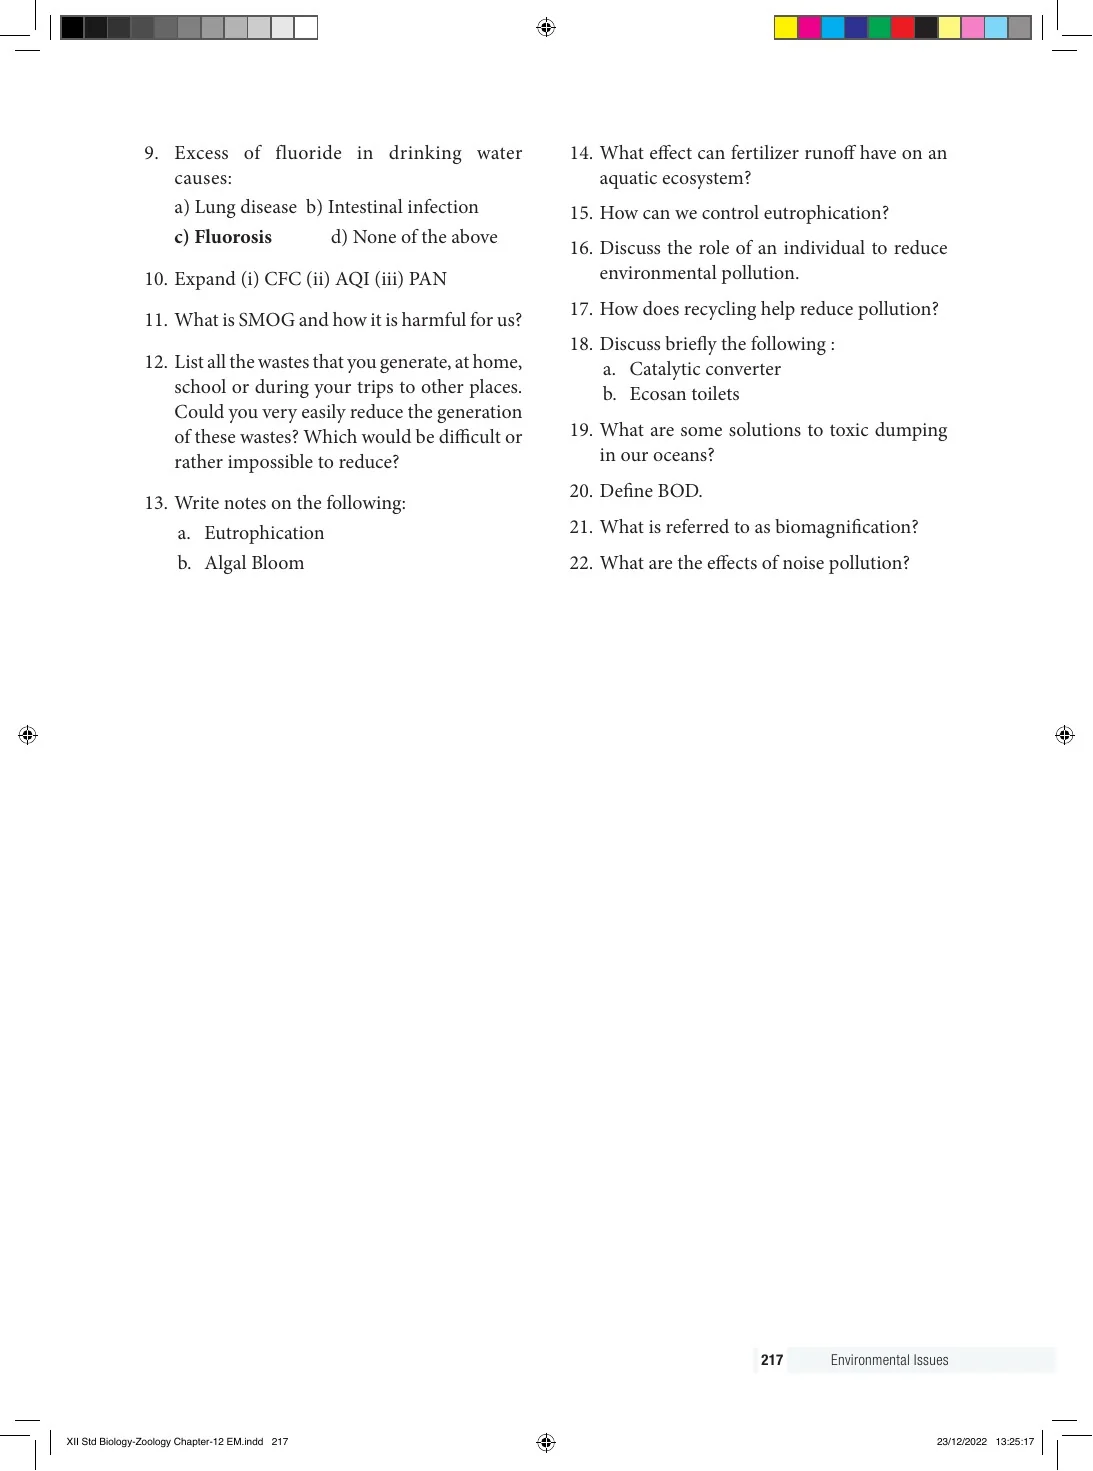 9. Excess of fluoride in drinking water
causes:
a) Lung disease b) Intestinal infection
c) Fluorosis d) None of the above
10. Expand (i) CFC (ii) AQI (iii) PAN
11. What is SMOG and how it is harmful for us?
12. List all the wastes that you generate, at home,
school or during your trips to other places.
Could you very easily reduce the generation
of these wastes? Which would be difficult or
rather impossible to reduce?
13. Write notes on the following:
a. Eutrophication
b. Algal Bloom
14. What effect can fertilizer runoff have on an
aquatic ecosystem?
15. How can we control eutrophication?
16. Discuss the role of an individual to reduce
environmental pollution.
17. How does recycling help reduce pollution?
18. Discuss briefly the following :
a. Catalytic converter
b. Ecosan toilets
19. What are some solutions to toxic dumping
in our oceans?
20. Define BOD.
21. What is referred to as biomagnification?
22. What are the effects of noise pollution?
217 Environmental Issues
XII Std Biology-Zoology Chapter-12 EM.indd 217 23/12/2022 13:25:17